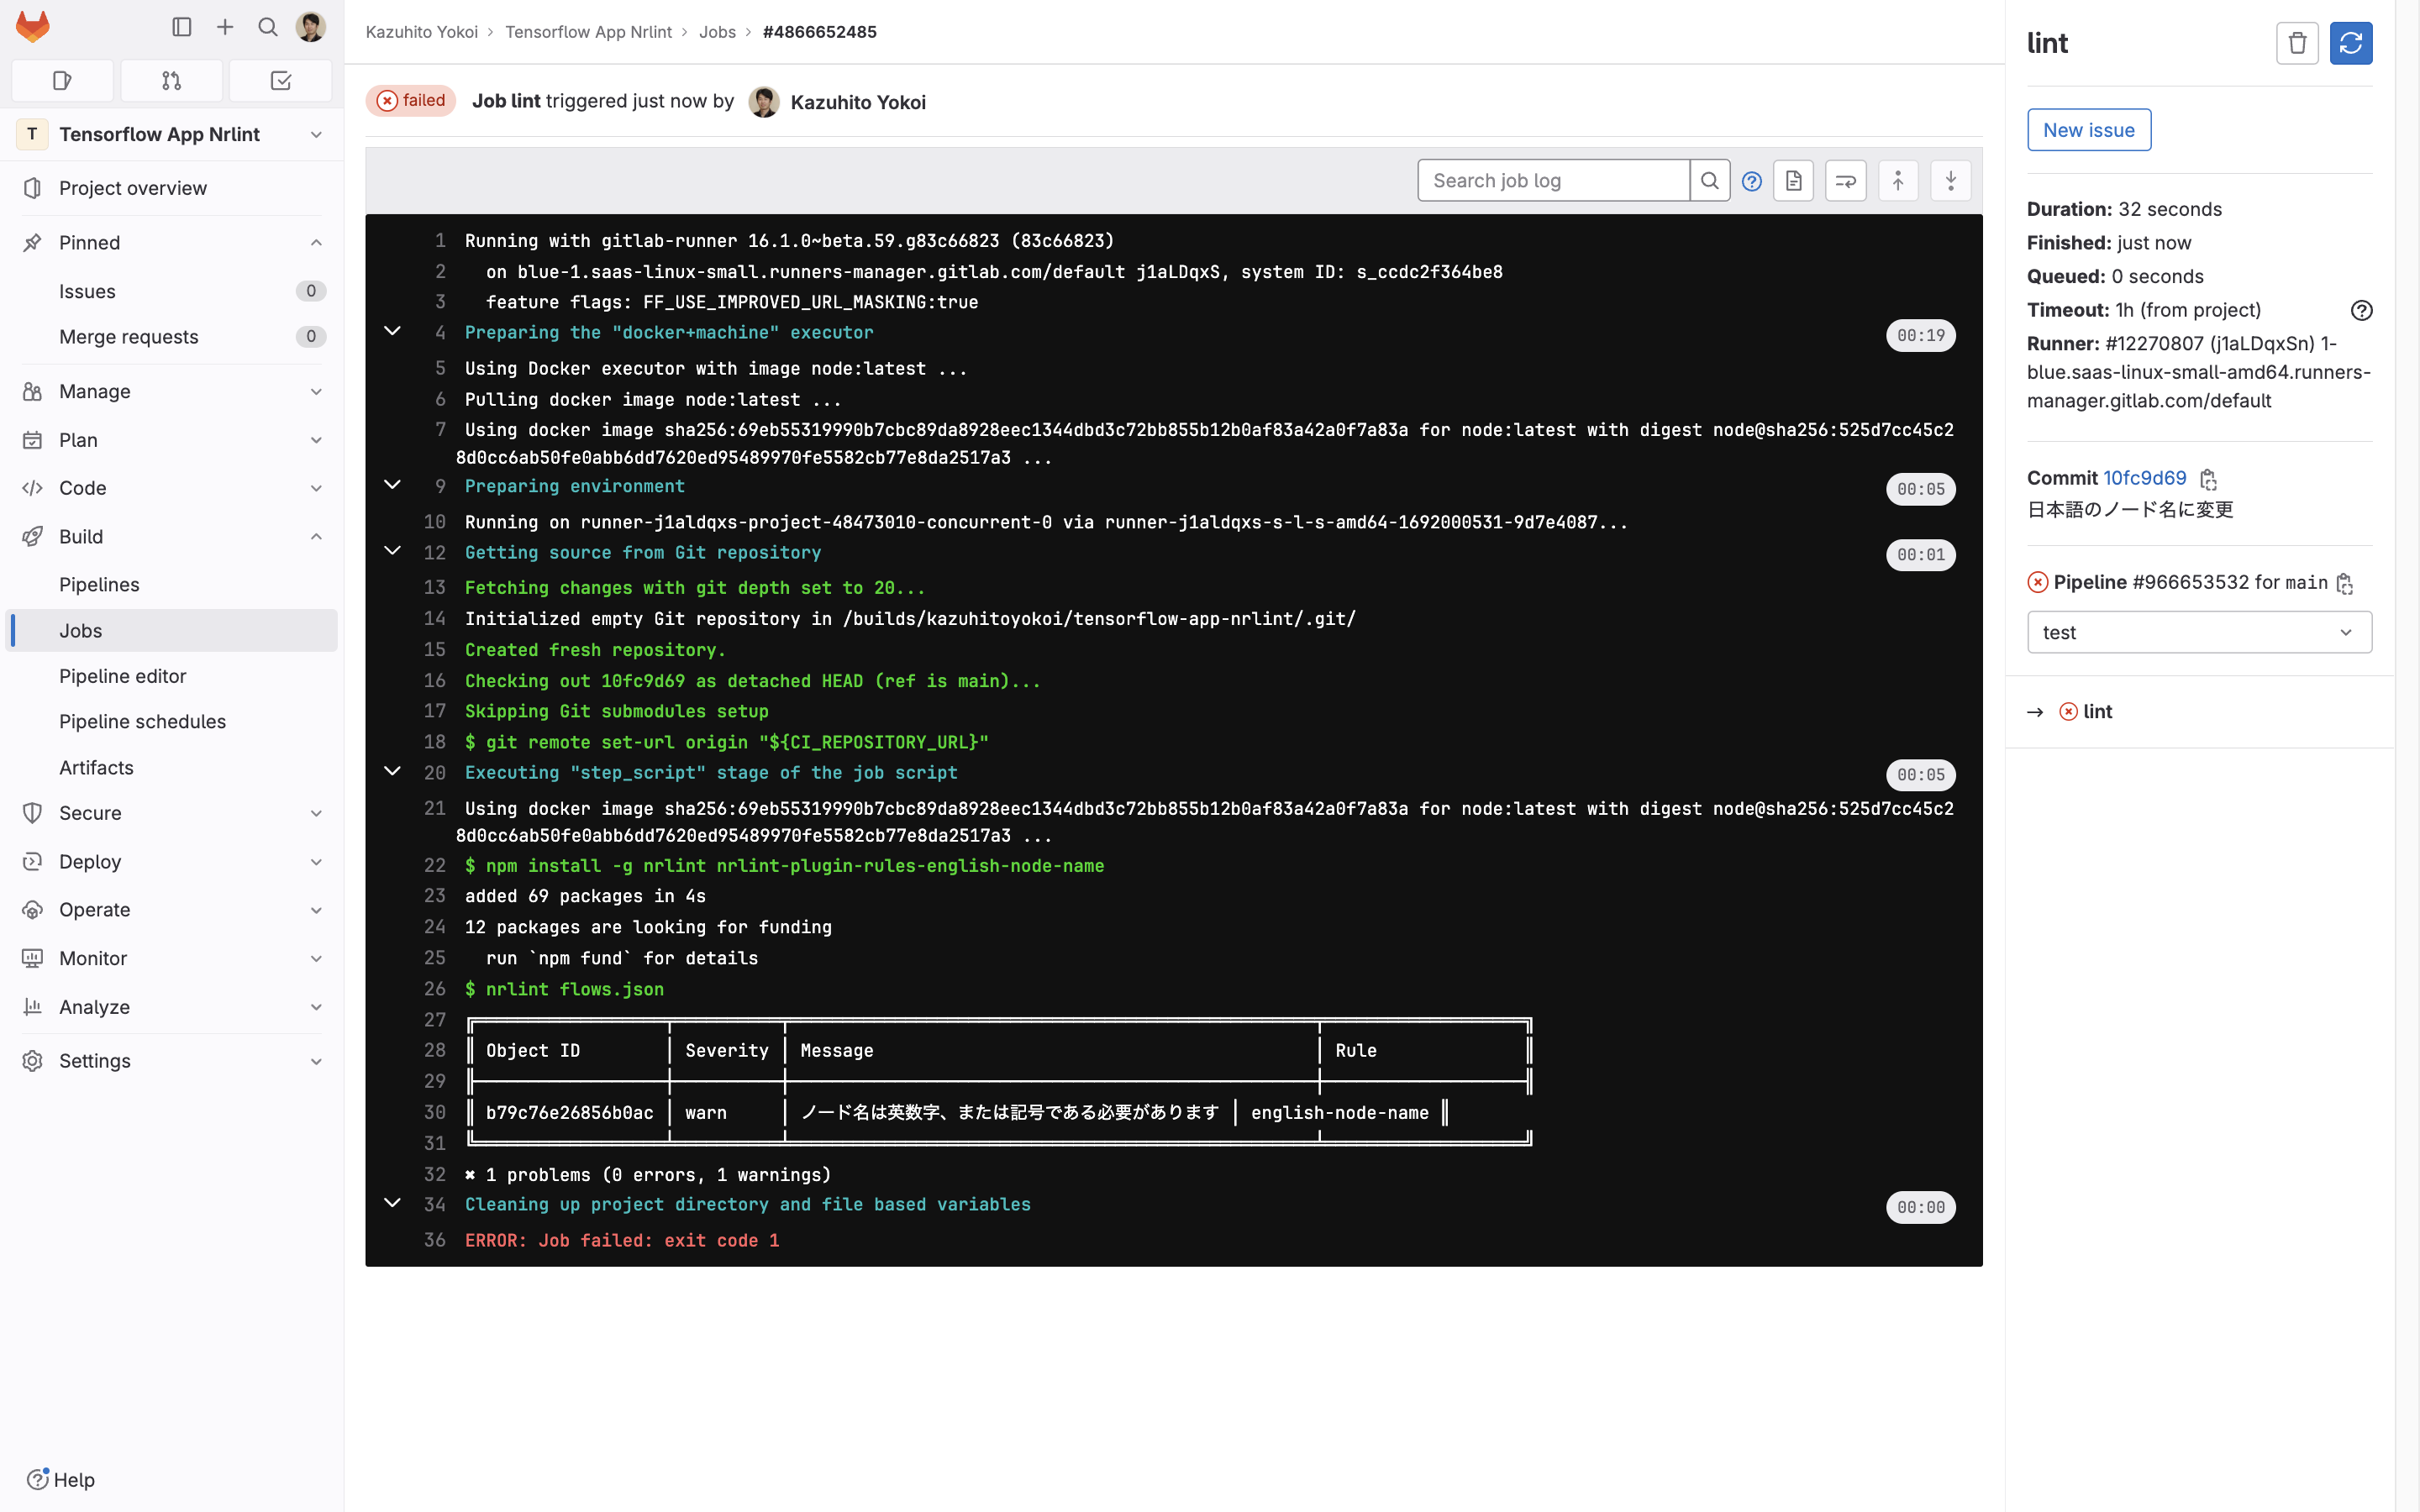 T Tensorflow App Nrlint
Project overview
Pinned
Issues 0
Merge requests 0
Manage
Plan
Code
Build
Pipelines
Jobs
Pipeline editor
Pipeline schedules
Artifacts
Secure
Deploy
Operate
Monitor
Analyze
Settings
Help
Kazuhito Yokoi > Tensorflow App Nrlint > Jobs > #4866652485
failed Job lint triggered just now by Kazuhito Yokoi
Search job log
1 Running with gitlab-runner 16.1.0~beta.59.g83c66823 (83c66823)
2 on blue-1.saas-linux-small.runners-manager.gitlab.com/default j1aLDqxS, system ID: s_ccdc2f364be8
3 feature flags: FF_USE_IMPROVED_URL_MASKING:true
4 Preparing the "docker+machine" executor 00:19
5 Using Docker executor with image node:latest ...
6 Pulling docker image node:latest ...
7 Using docker image sha256:69eb55319990b7cbc89da8928eec1344dbd3c72bb855b12b0af83a42a0f7a83a for node:latest with digest node@sha256:525d7cc45c2
8d0cc6ab50fe0abb6dd7620ed95489970fe5582cb77e8da2517a3 ...
9 Preparing environment 00:05
10 Running on runner-j1aldqxs-project-48473010-concurrent-0 via runner-j1aldqxs-s-l-s-amd64-1692000531-9d7e4087...
12 Getting source from Git repository 00:01
13 Fetching changes with git depth set to 20...
14 Initialized empty Git repository in /builds/kazuhitoyokoi/tensorflow-app-nrlint/.git/
15 Created fresh repository.
16 Checking out 10fc9d69 as detached HEAD (ref is main)...
17 Skipping Git submodules setup
18 $ git remote set-url origin "${CI_REPOSITORY_URL}"
20 Executing "step_script" stage of the job script 00:05
21 Using docker image sha256:69eb55319990b7cbc89da8928eec1344dbd3c72bb855b12b0af83a42a0f7a83a for node:latest with digest node@sha256:525d7cc45c2
8d0cc6ab50fe0abb6dd7620ed95489970fe5582cb77e8da2517a3 ...
22 $ npm install -g nrlint nrlint-plugin-rules-english-node-name
23 added 69 packages in 4s
24 12 packages are looking for funding
25 run `npm fund` for details
26 $ nrlint flows.json
27
28 Object ID Severity Message Rule
29
30 b79c76e26856b0ac warn ノード名は英数字、または記号である必要があります english-node-name
31
32 ✖ 1 problems (0 errors, 1 warnings)
34 Cleaning up project directory and file based variables 00:00
36 ERROR: Job failed: exit code 1
lint
New issue
Duration: 32 seconds
Finished: just now
Queued: 0 seconds
Timeout: 1h (from project)
Runner: #12270807 (j1aLDqxSn) 1-
blue.saas-linux-small-amd64.runners-
manager.gitlab.com/default
Commit 10fc9d69
日本語のノード名に変更
Pipeline #966653532 for main
test
→ lint